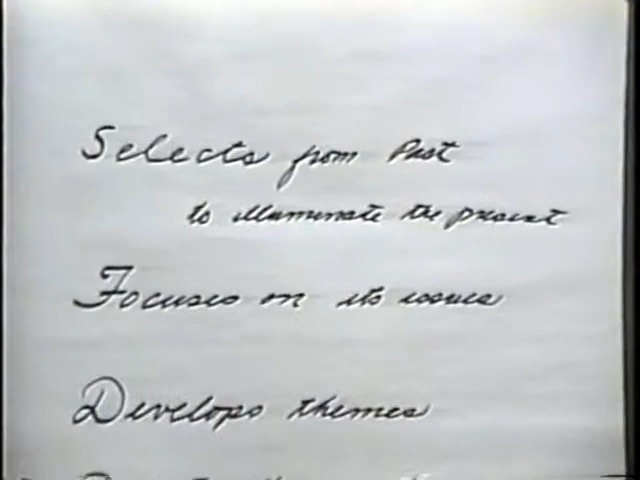 Selects from Past
to illuminate the present
Focuses on its issues
Develops themes